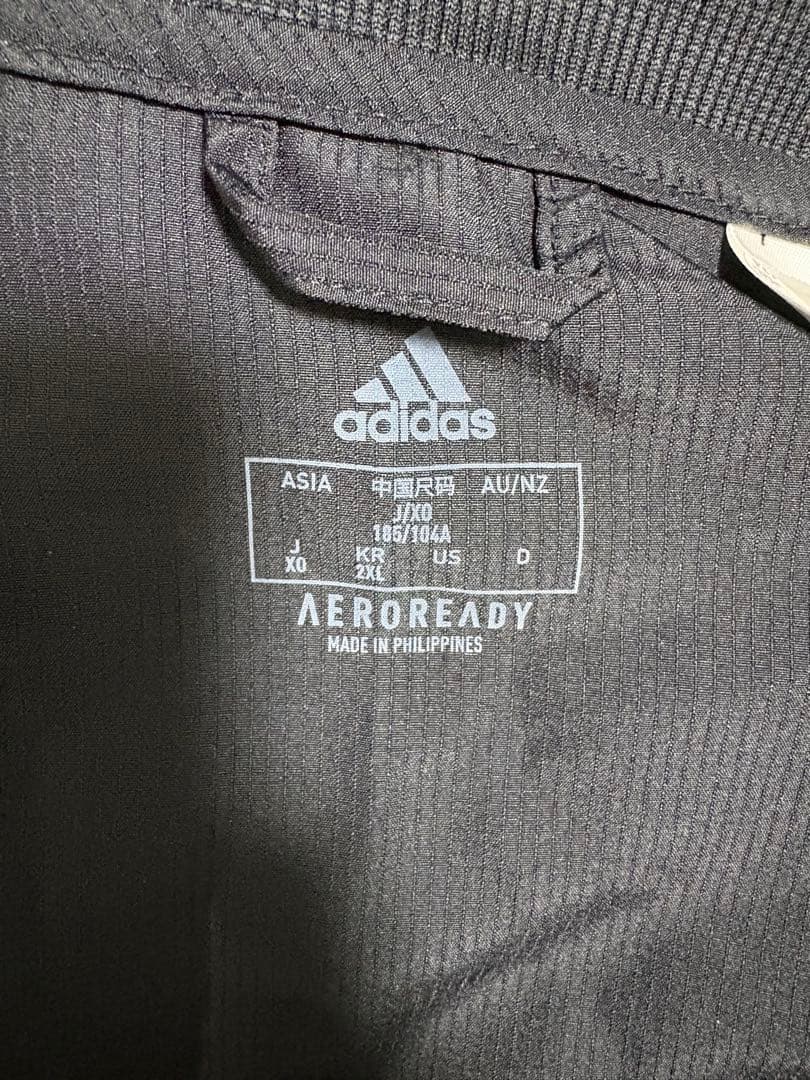 adidas
ASIA 中国尺码 AU/NZ
J/XO
185/104A
J KR US D
XO 2XL
AEROREADY
MADE IN PHILIPPINES